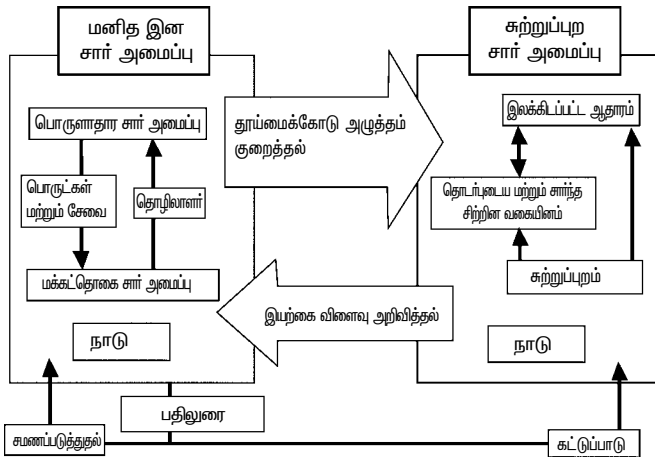 மனித இன
சார் அமைப்பு
சுற்றுப்புற
சார் அமைப்பு
பொருளாதார சார் அமைப்பு
தூய்மைக்கோடு அழுத்தம்
குறைத்தல்
இலக்கிடப்பட்ட ஆதாரம்
பொருட்கள்
மற்றும் சேவை
தொழிலாளர்
தொடர்புடைய மற்றும் சார்ந்த
சிற்றின வகையினம்
மக்கட்தொகை சார் அமைப்பு
சுற்றுப்புறம்
இயற்கை விளைவு அறிவித்தல்
நாடு
நாடு
பதிலுரை
சமணப்படுத்துதல்
கட்டுப்பாடு